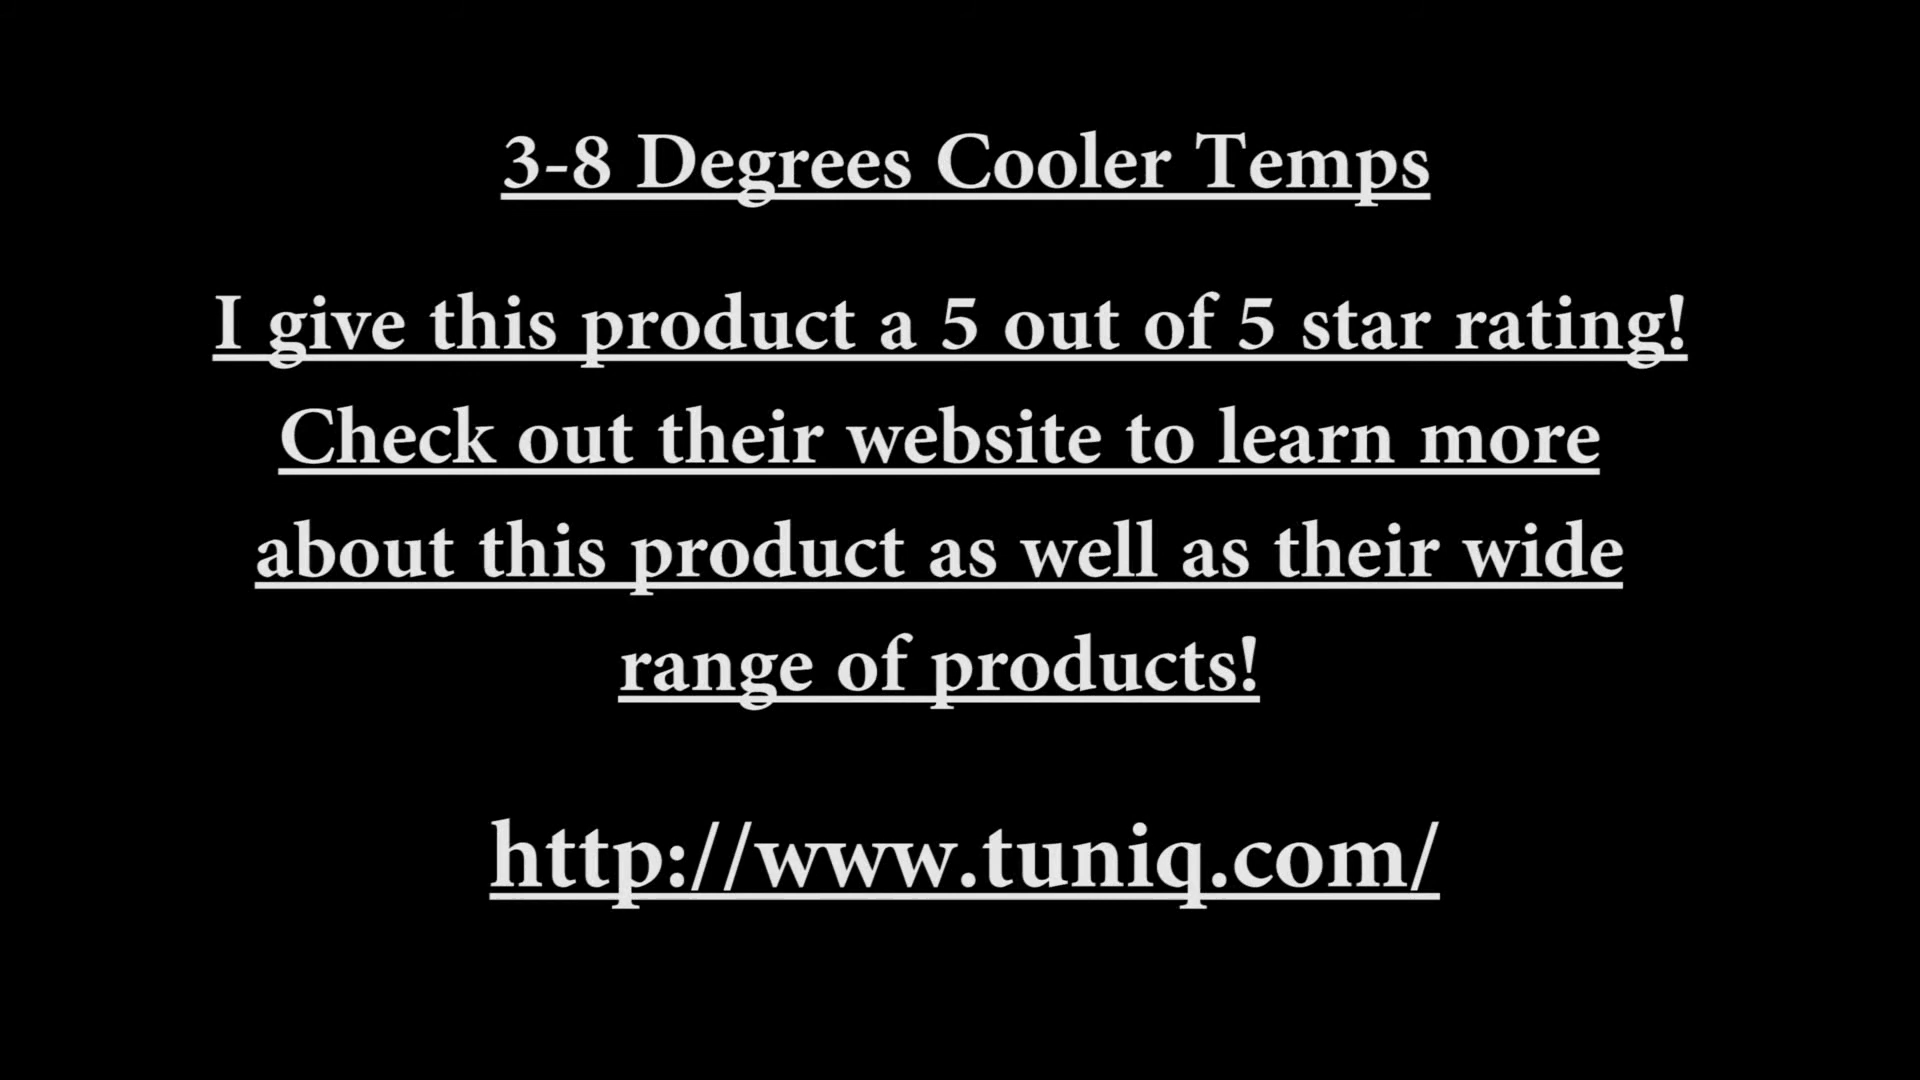 3-8 Degrees Cooler Temps
I give this product a 5 out of 5 star rating!
Check out their website to learn more
about this product as well as their wide
range of products!
http://www.tuniq.com/